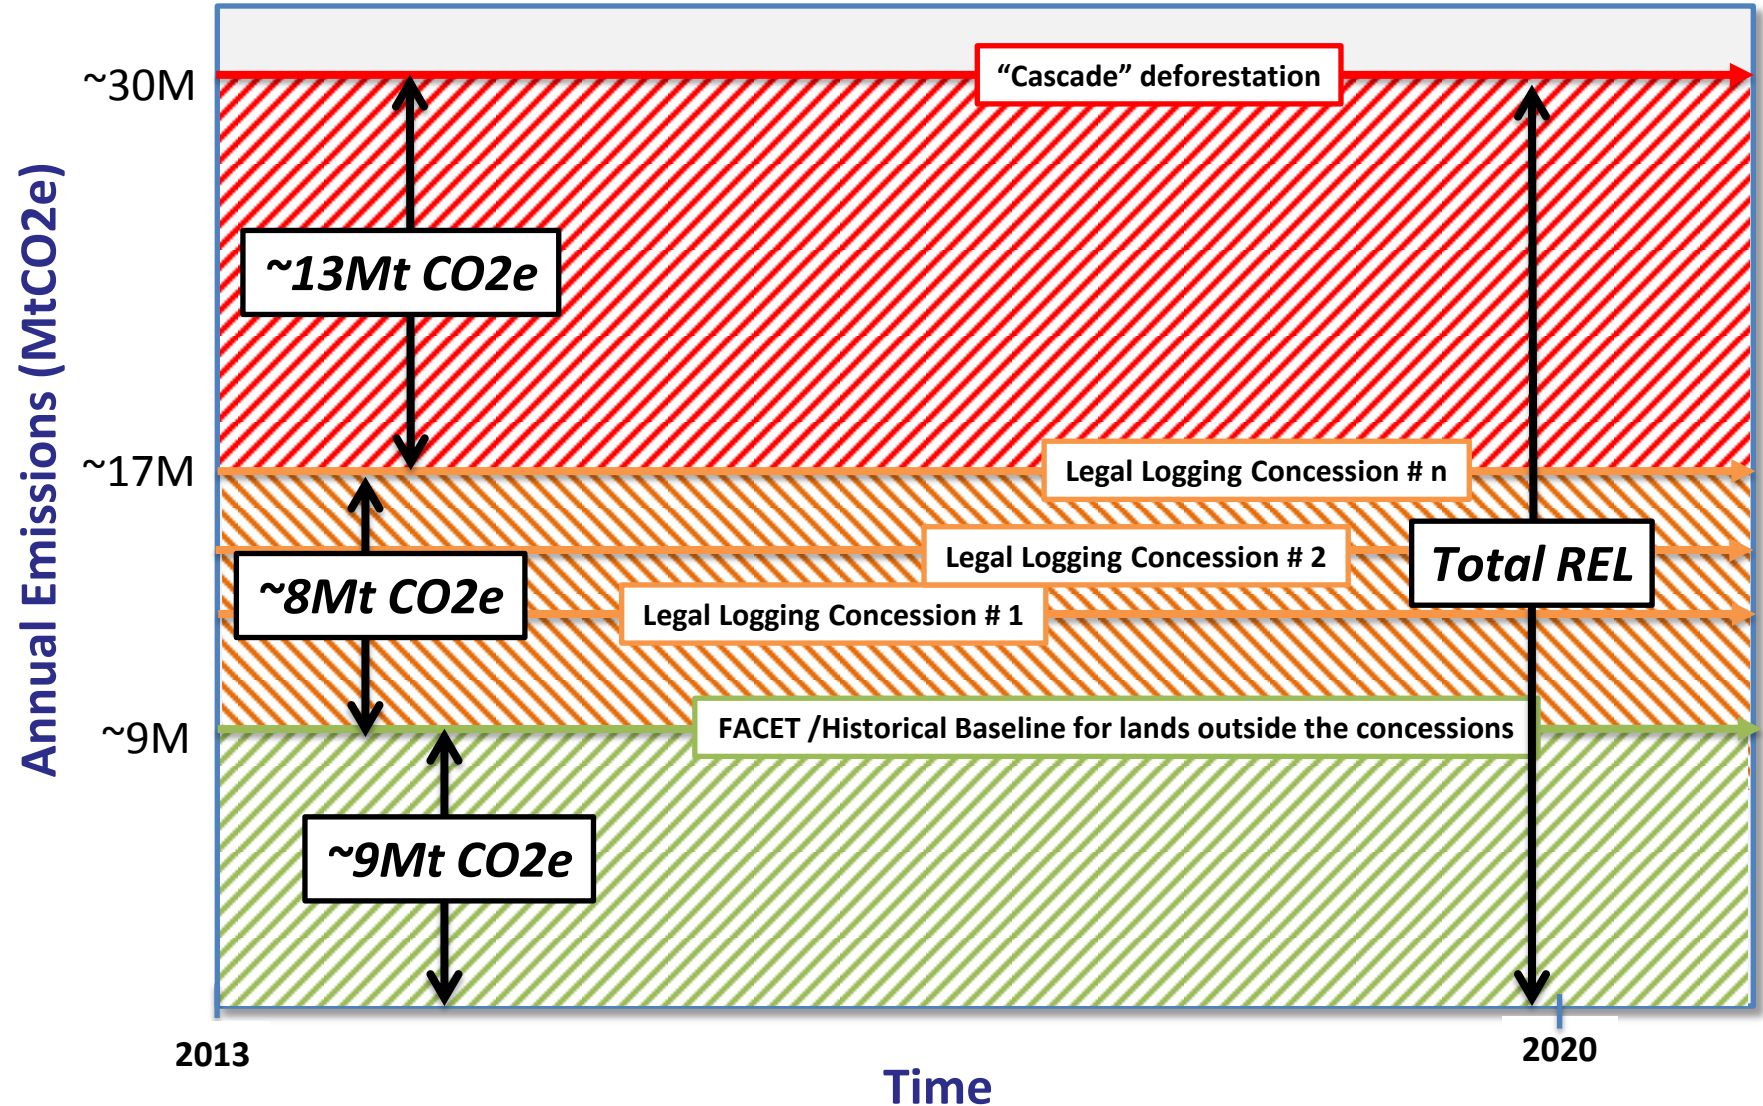 ~30M
“Cascade” deforestation
~13Mt CO2e
Annual Emissions (MtCO2e)
~17M
Legal Logging Concession # n
Legal Logging Concession # 2
Total REL
~8Mt CO2e
Legal Logging Concession # 1
~9M
FACET /Historical Baseline for lands outside the concessions
~9Mt CO2e
2013
2020
Time